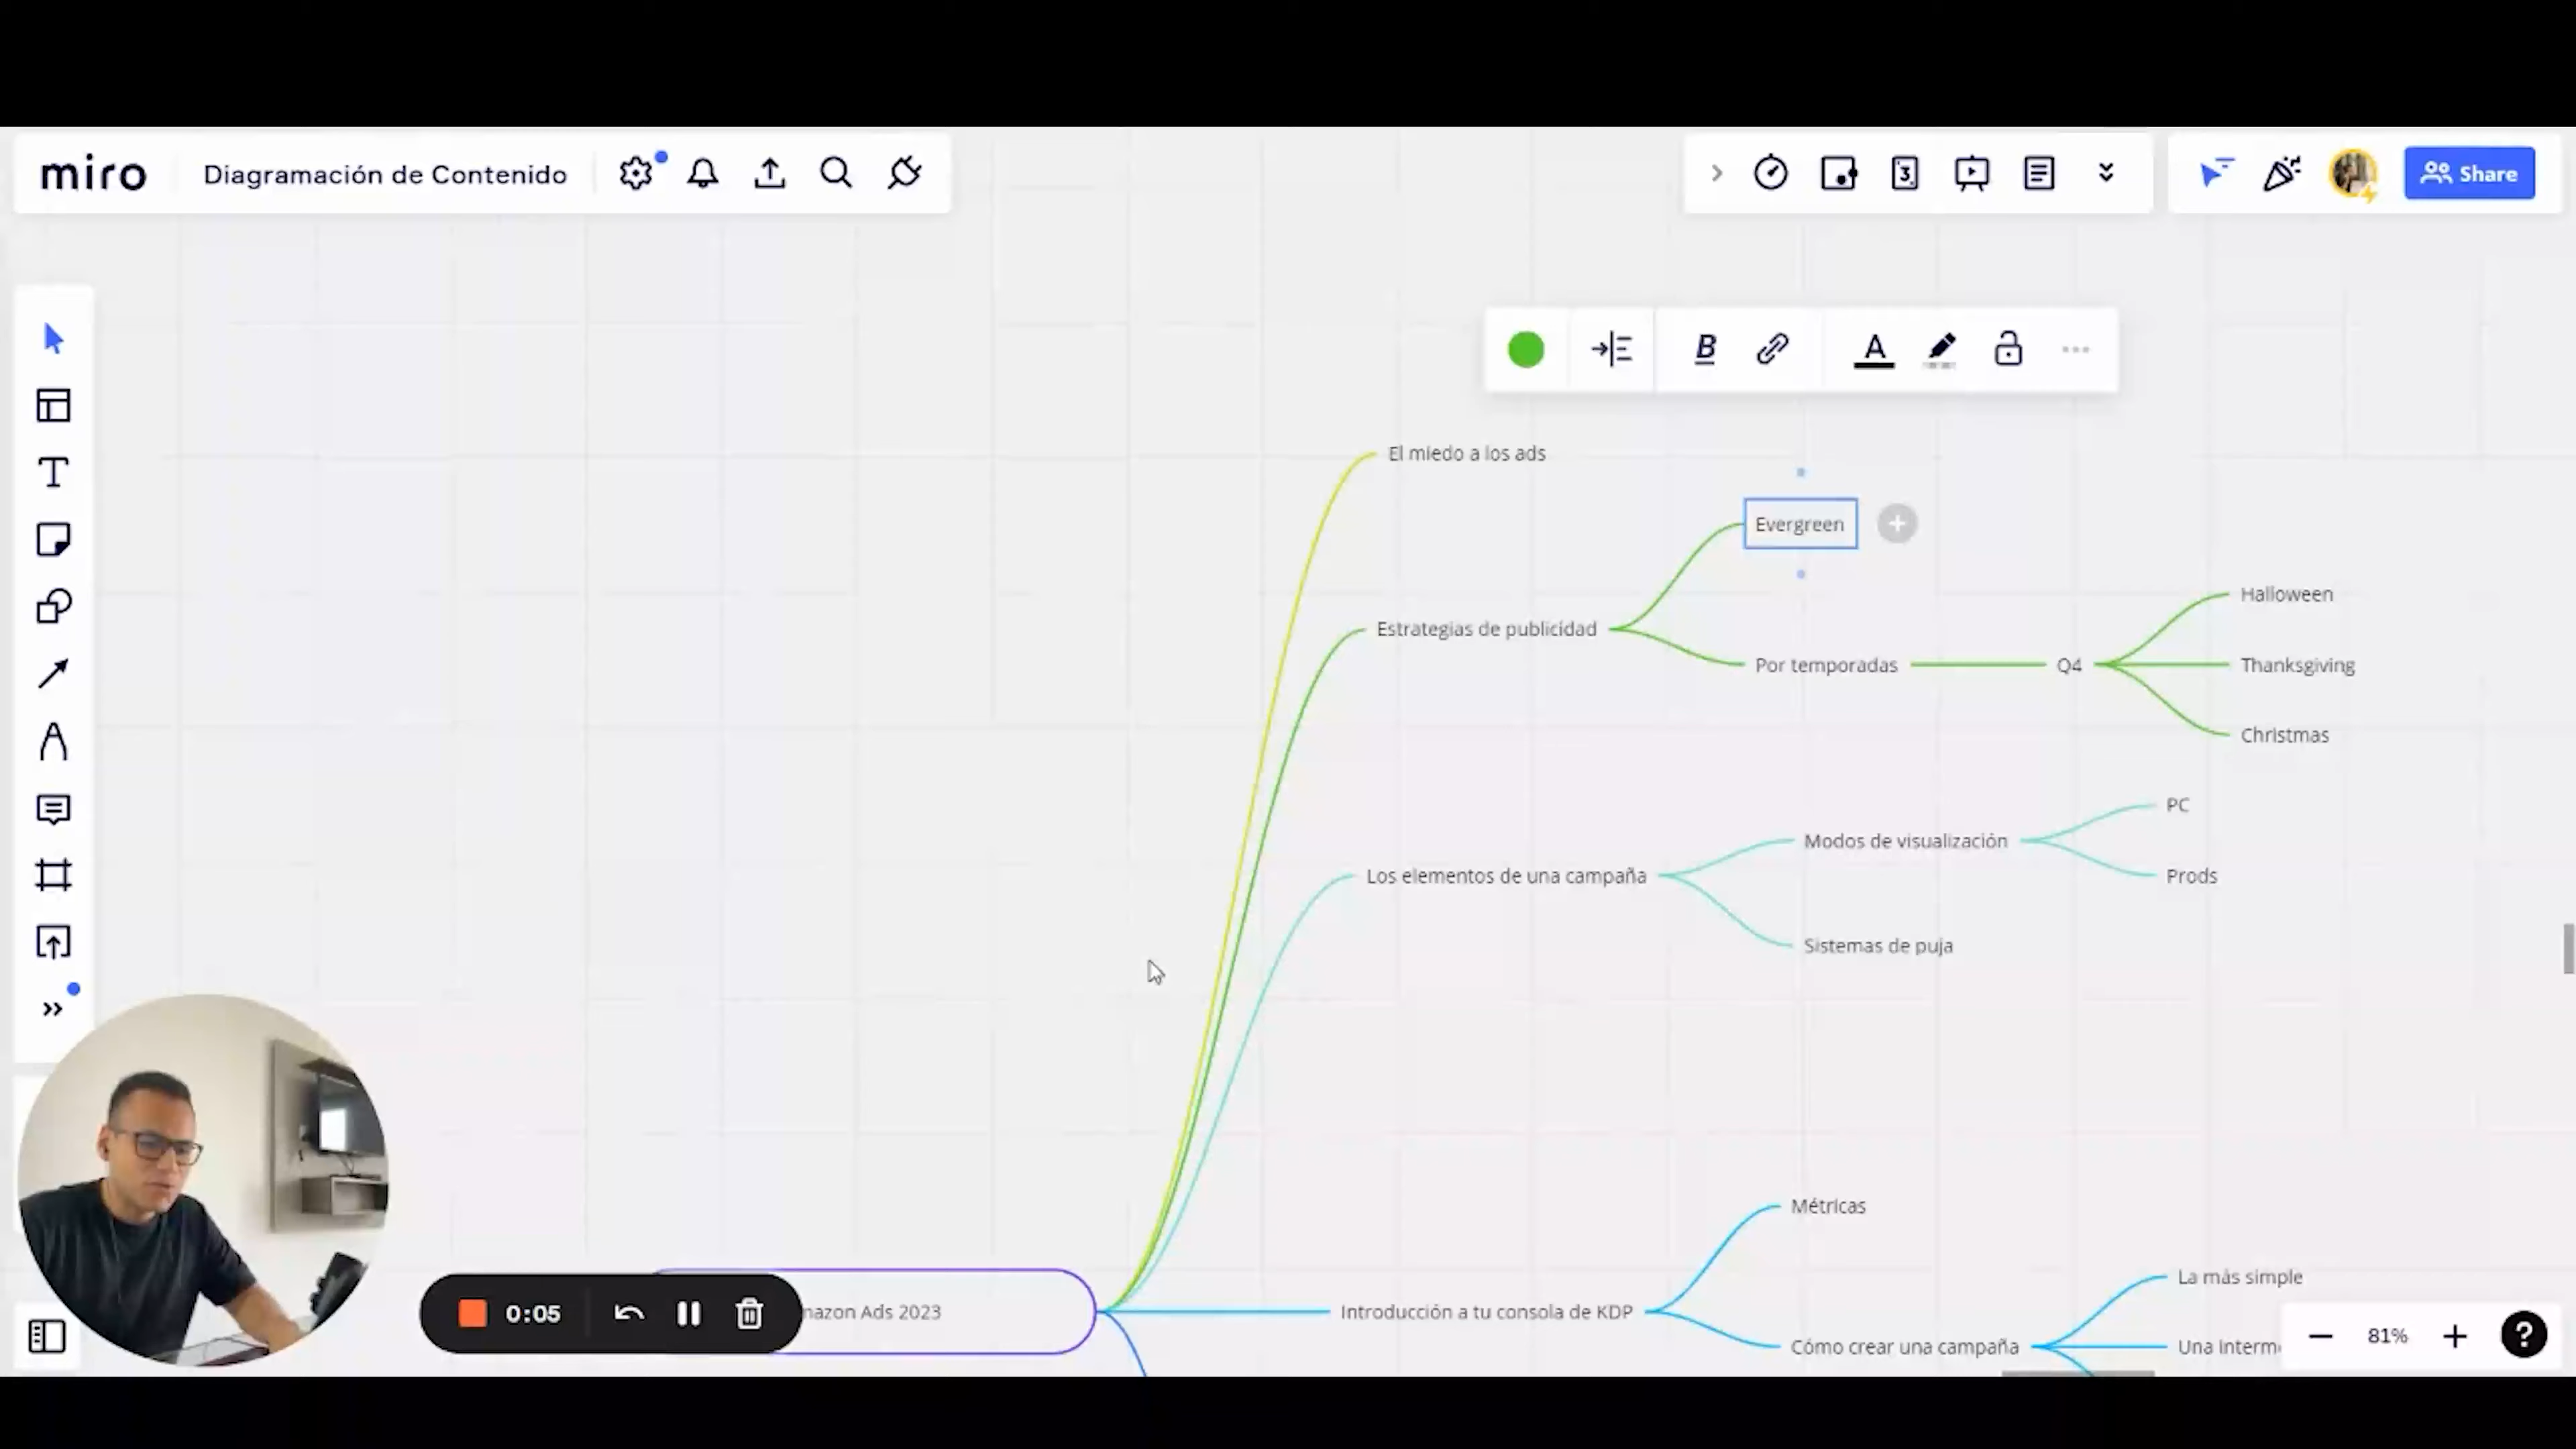 miro
Diagramación de Contenido
3
Share
B
A
El miedo a los ads
Evergreen
Estrategias de publicidad
Por temporadas
Q4
Halloween
Thanksgiving
Christmas
Los elementos de una campaña
Modos de visualización
PC
Prods
Sistemas de puja
Métricas
0:05
Ads 2023
Introducción a tu consola de KDP
Cómo crear una campaña
La más simple
Una
81%
?